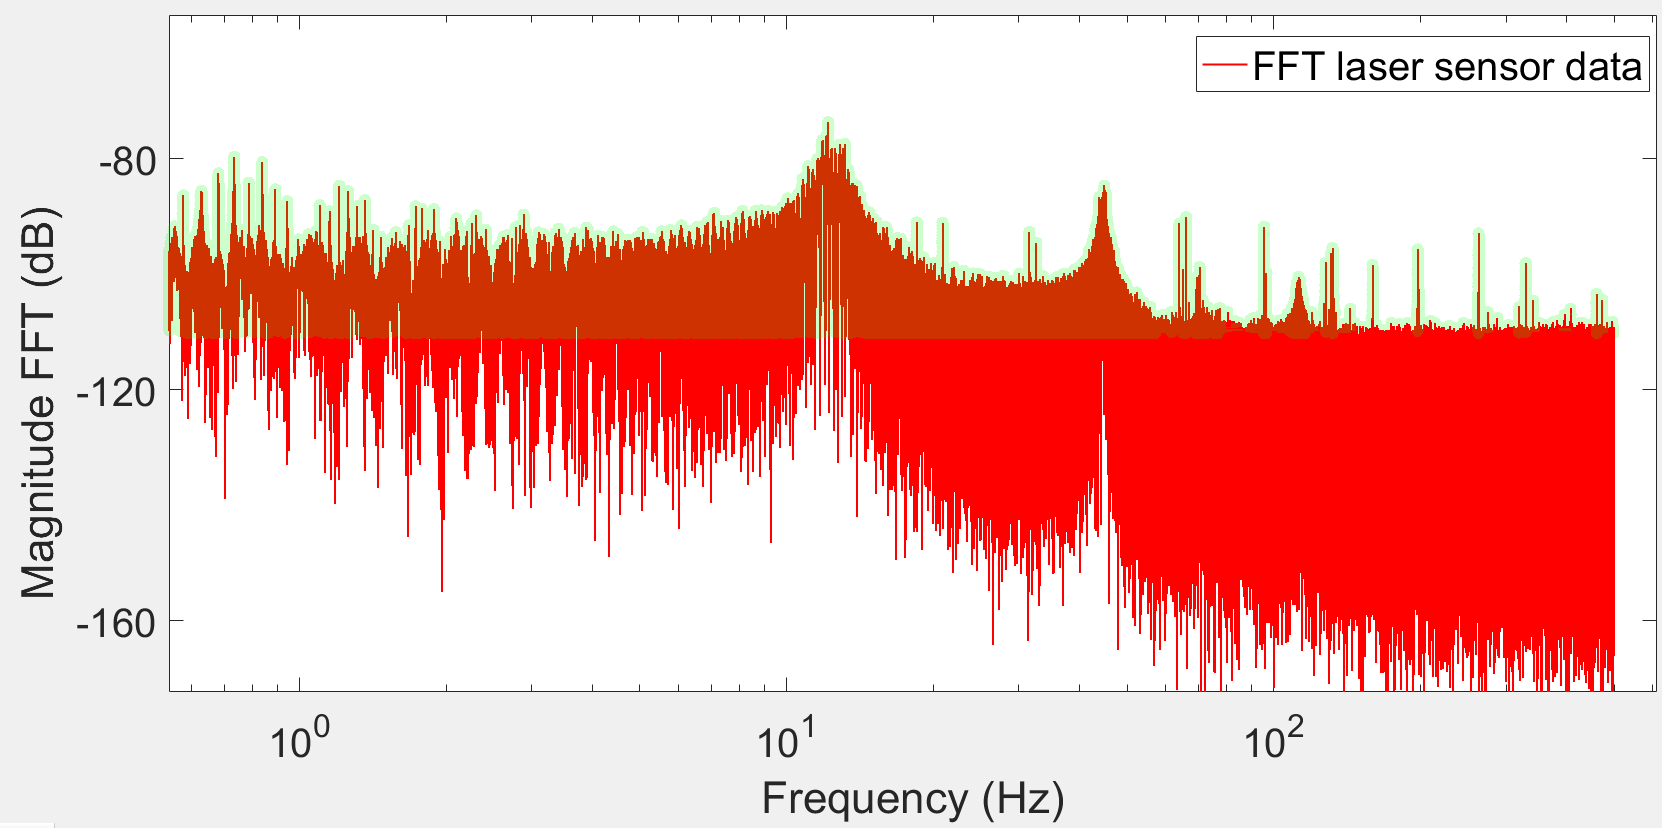 FFT laser sensor data
Magnitude FFT (dB)
-80
-120
-160
10^0
10^1
10^2
Frequency (Hz)